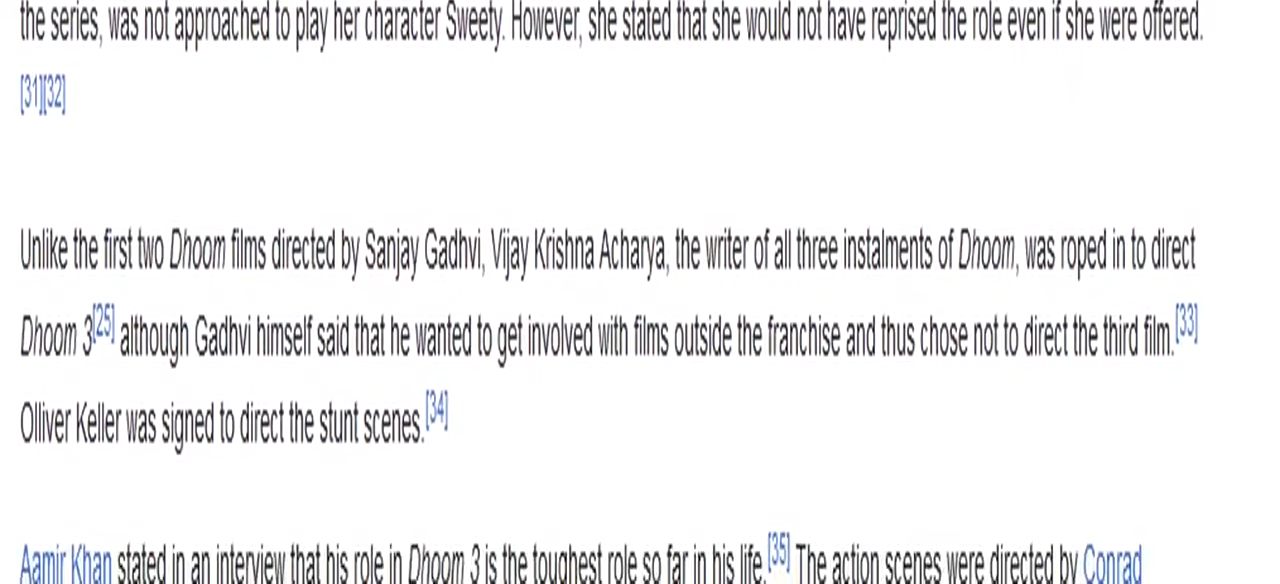 the series, was not approached to play her character Sweety. However, she stated that she would not have reprised the role even if she were offered.
[31][32]
Unlike the first two Dhoom films directed by Sanjay Gadhvi, Vijay Krishna Acharya, the writer of all three instalments of Dhoom, was roped in to direct
Dhoom 3[25] although Gadhvi himself said that he wanted to get involved with films outside the franchise and thus chose not to direct the third film.[33]
Olliver Keller was signed to direct the stunt scenes.[34]
Aamir Khan stated in an interview that his role in Dhoom 3 is the toughest role so far in his life.[35] The action scenes were directed by Conrad